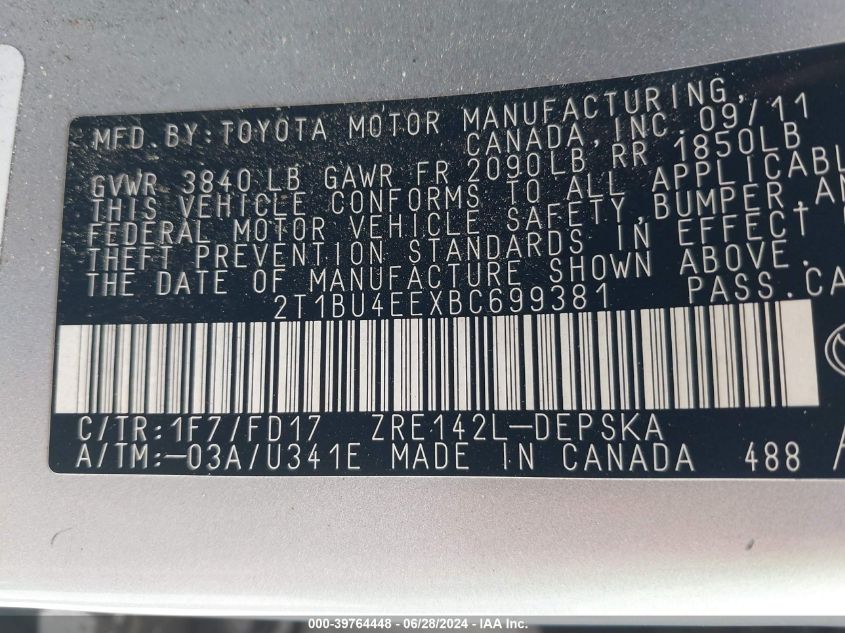 MFD.BY:TOYOTA MOTOR MANUFACTURING,
CANADA,INC. 09/11
GVWR 3840 LB GAWR FR 2090LB RR 1850LB
THIS VEHICLE CONFORMS TO ALL APPLICABL
FEDERAL MOTOR VEHICLE SAFETY,BUMPER,AN
THEFT PREVENTION STANDARDS IN EFFECT
THE DATE OF MANUFACTURE SHOWN ABOVE.
2T1BU4EEXBC699381 PASS.CA
C/TR:1F7/FD17 ZRE142L-DEPSKA
A/TM:-03A/U341E MADE IN CANADA 488
000-39764448 - 06/28/2024 - IAA Inc.